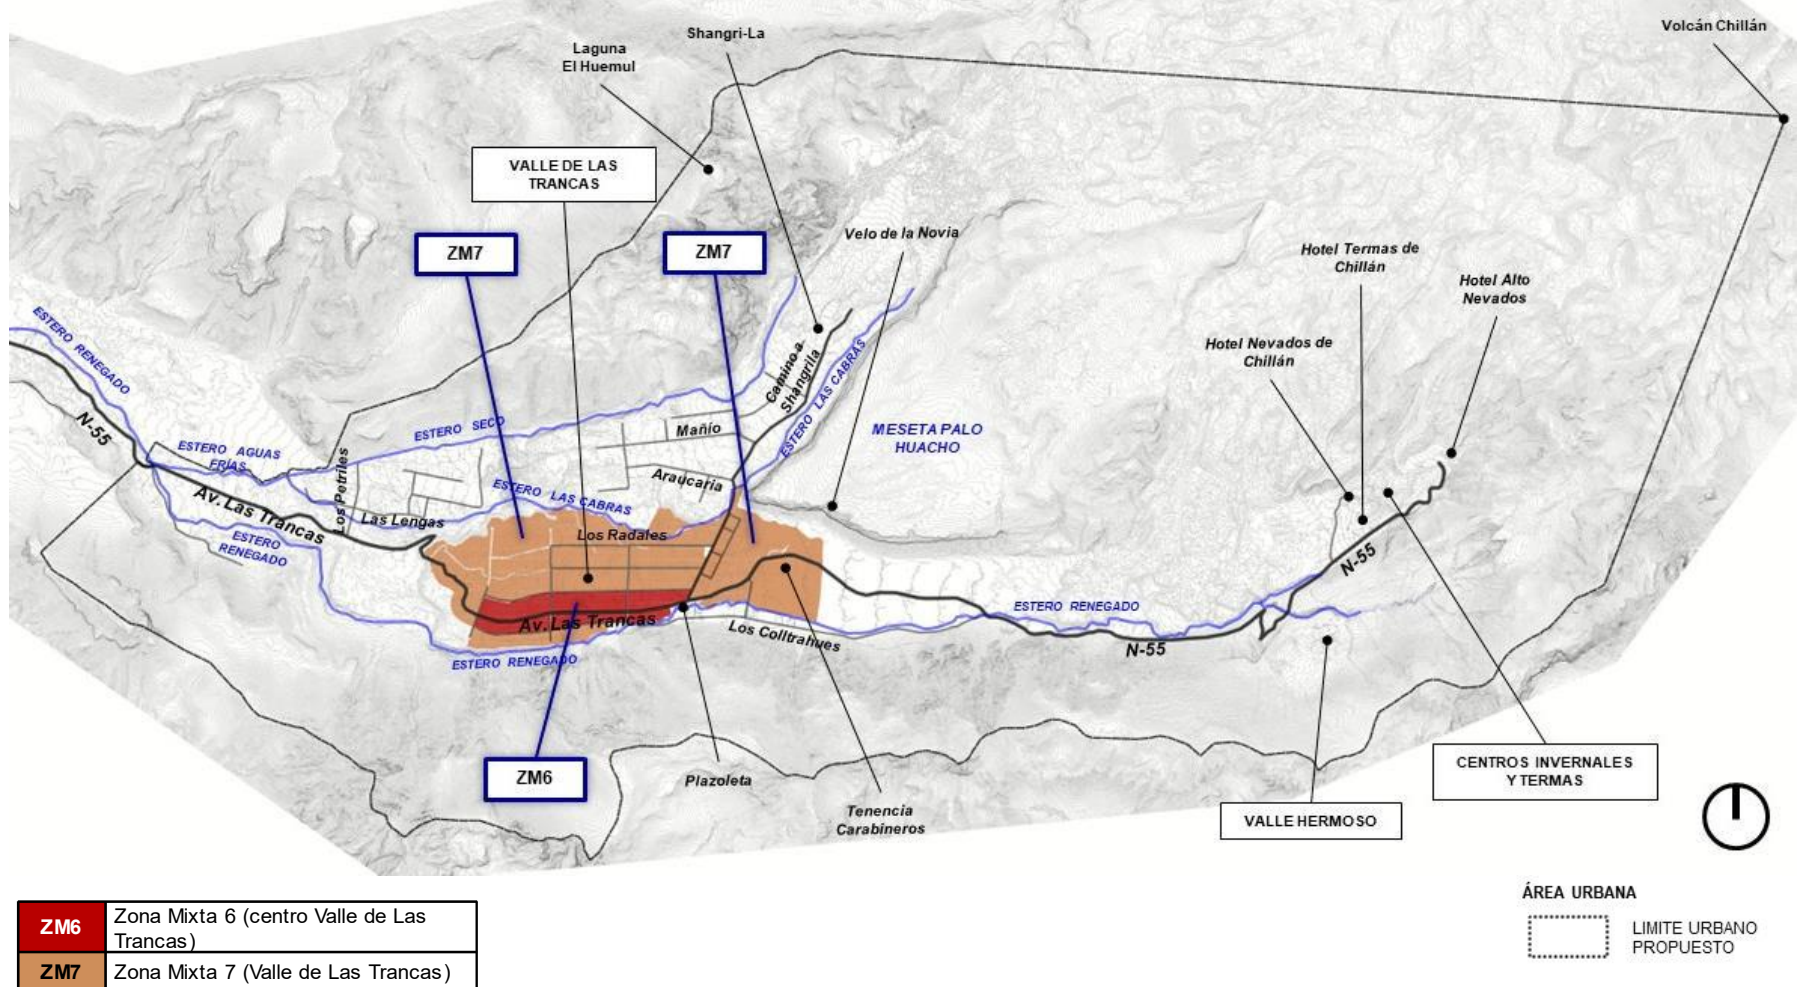 Volcán Chillán
Shangri-La
Laguna
El Huemul
VALLE DE LAS
TRANCAS
ZM7
ZM7
Velo de la Novia
Hotel Termas de
Chillán
Hotel Alto
Nevados
Hotel Nevados de
Chillán
ESTERO RENEGADO
N-55
ESTERO AGUAS
FRÍAS
ESTERO SECO
Camino a
Shangrila
ESTERO LAS CABRAS
MESETA PALO
HUACHO
Mañío
Araucaria
Los Petriles
Las Lengas
ESTERO LAS CABRAS
Av. Las Trancas
ESTERO
RENEGADO
Los Radales
Av. Las Trancas
ESTERO RENEGADO
Los Colltrahues
ESTERO RENEGADO
N-55
N-55
ZM6
Plazoleta
Tenencia
Carabineros
CENTROS INVERNALES
Y TERMAS
VALLE HERMOSO
ÁREA URBANA
LIMITE URBANO
PROPUESTO
ZM6 Zona Mixta 6 (centro Valle de Las
Trancas)
ZM7 Zona Mixta 7 (Valle de Las Trancas)